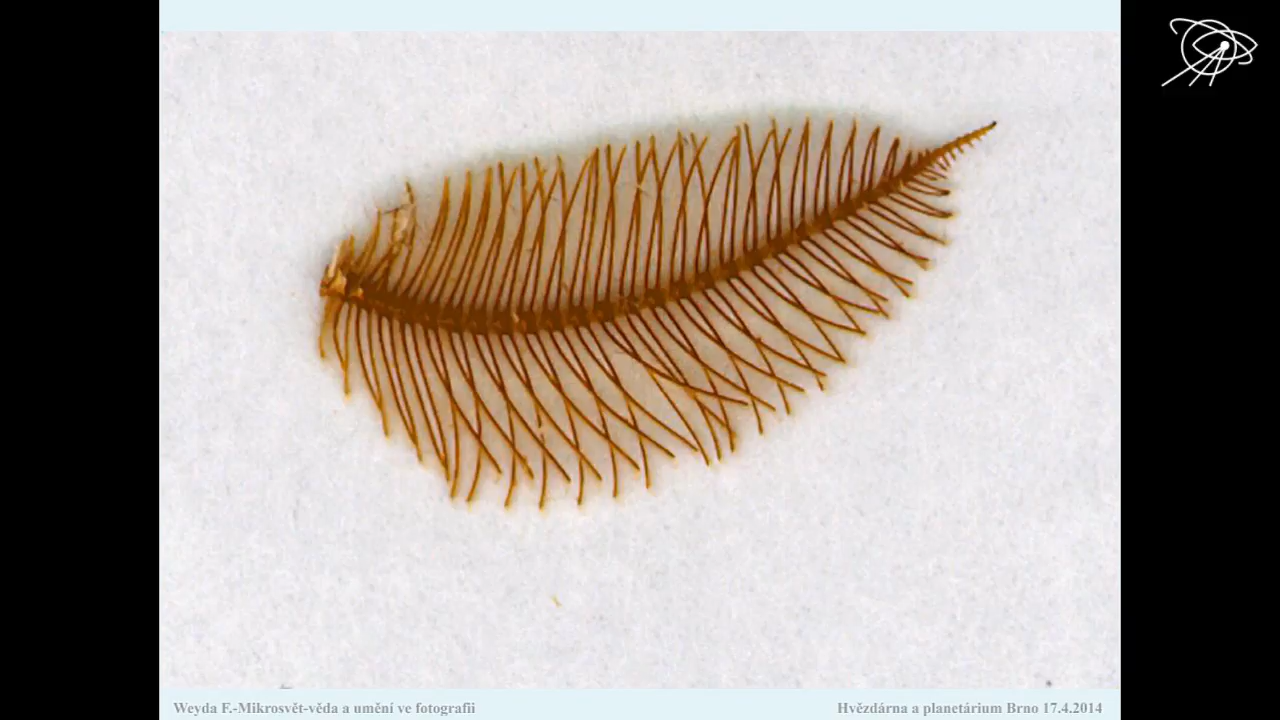 Weyda F.-Mikrosvět-věda a umění ve fotografii
Hvězdárna a planetárium Brno 17.4.2014